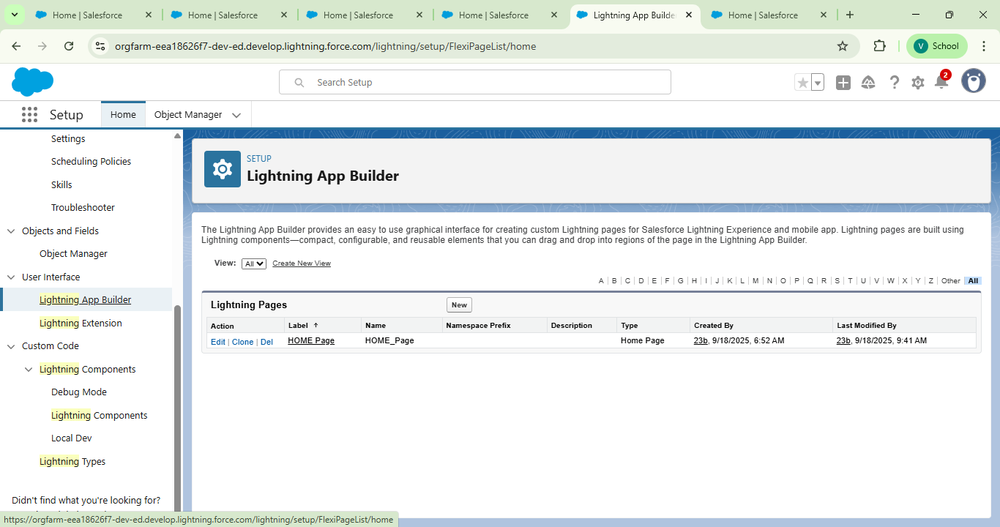 Home | Salesforce
Home | Salesforce
Home | Salesforce
Home | Salesforce
Lightning App Builde
Home | Salesforce
orgfarm-eea18626f7-dev-ed.develop.lightning.force.com/lightning/setup/FlexiPageList/home
V School
Search Setup
2
Setup Home Object Manager
Settings
Scheduling Policies
Skills
Troubleshooter
Objects and Fields
Object Manager
User Interface
Lightning App Builder
Lightning Extension
Custom Code
Lightning Components
Debug Mode
Lightning Components
Local Dev
Lightning Types
Didn't find what you're looking for?
SETUP
Lightning App Builder
The Lightning App Builder provides an easy to use graphical interface for creating custom Lightning pages for Salesforce Lightning Experience and mobile app. Lightning pages are built using
Lightning components—compact, configurable, and reusable elements that you can drag and drop into regions of the page in the Lightning App Builder.
View: All Create New View
A | B | C | D | E | F | G | H | I | J | K | L | M | N | O | P | Q | R | S | T | U | V | W | X | Y | Z | Other | All
Lightning Pages New
Action Label Name Namespace Prefix Description Type Created By Last Modified By
Edit | Clone | Del HOME Page HOME_Page Home Page 23b, 9/18/2025, 6:52 AM 23b, 9/18/2025, 9:41 AM
https://orgfarm-eea18626f7-dev-ed.develop.lightning.force.com/lightning/setup/FlexiPageList/home